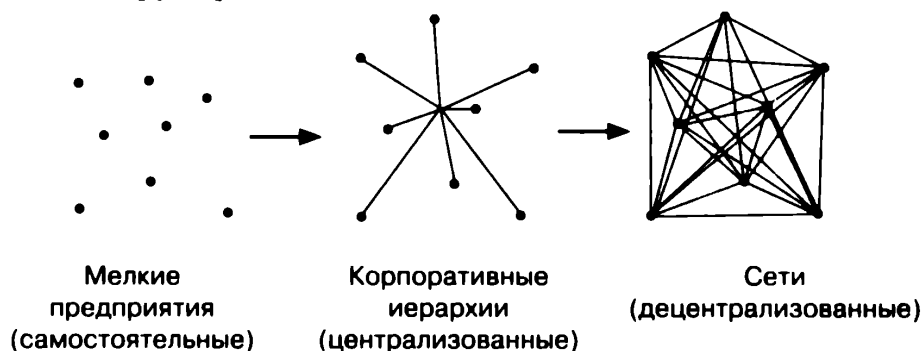 Мелкие
предприятия
(самостоятельные)
Корпоративные
иерархии
(централизованные)
Сети
(децентрализованные)